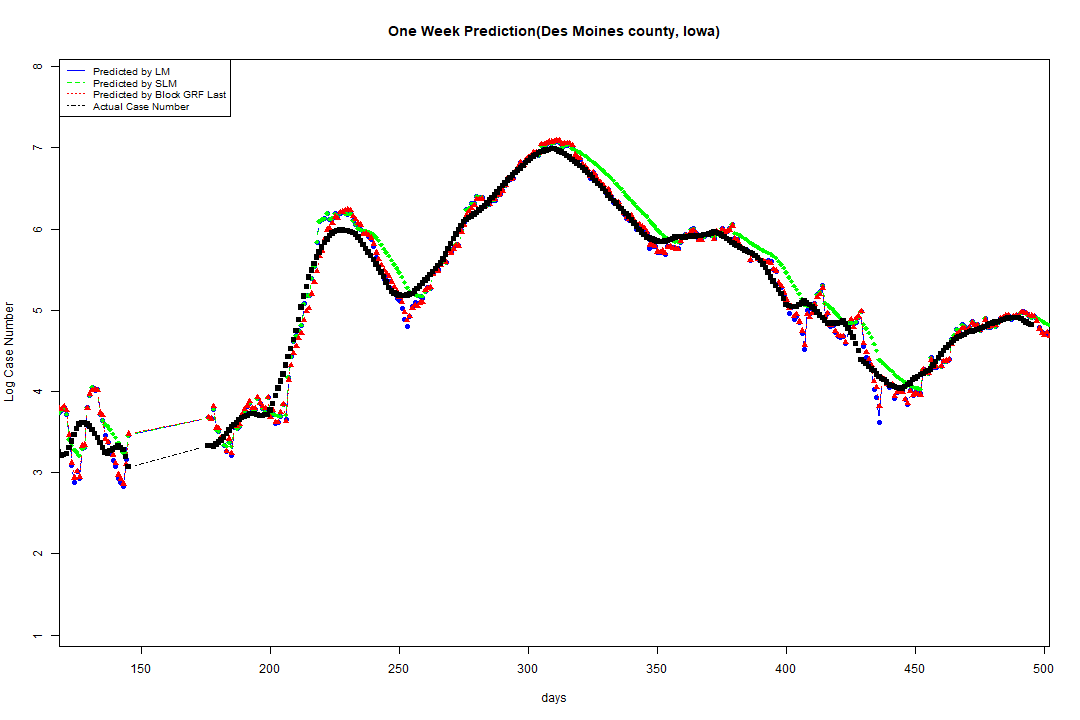 One Week Prediction(Des Moines county, Iowa)
Predicted by LM
Predicted by SLM
Predicted by Block GRF Last
Actual Case Number
8
7
6
5
4
3
2
1
Log Case Number
150 200 250 300 350 400 450 500
days